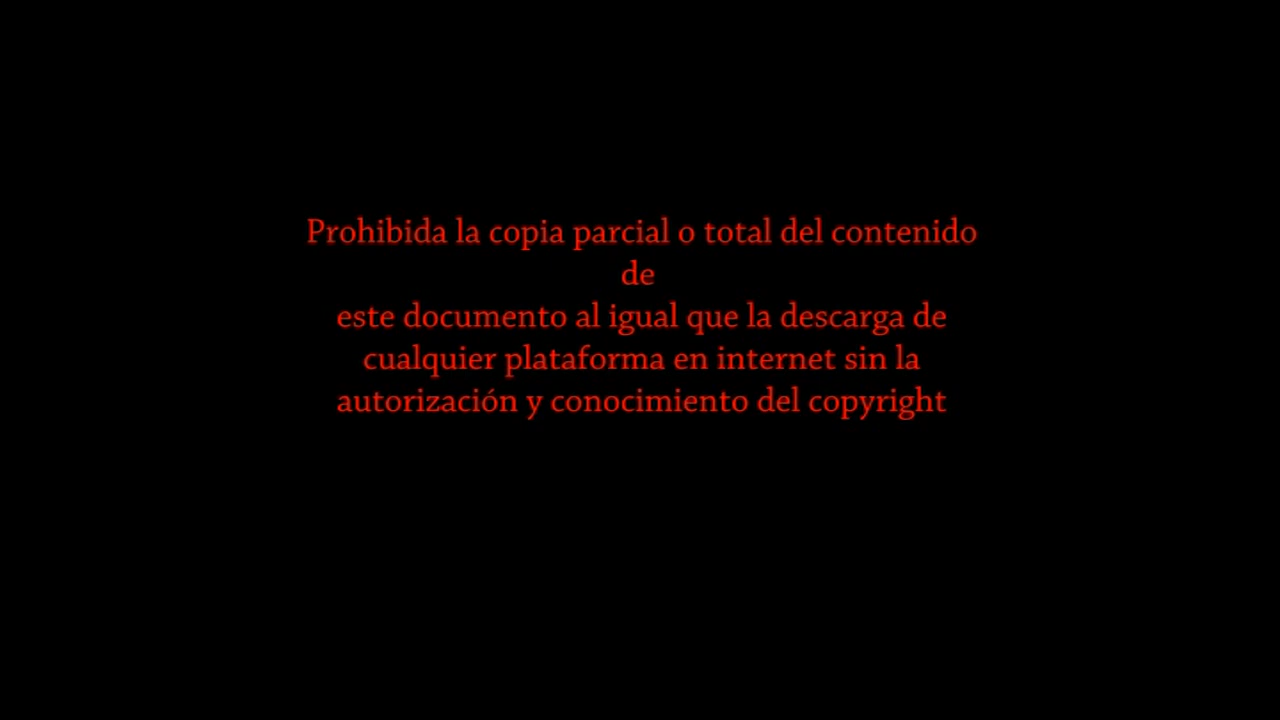 Prohibida la copia parcial o total del contenido
de
este documento al igual que la descarga de
cualquier plataforma en internet sin la
autorización y conocimiento del copyright